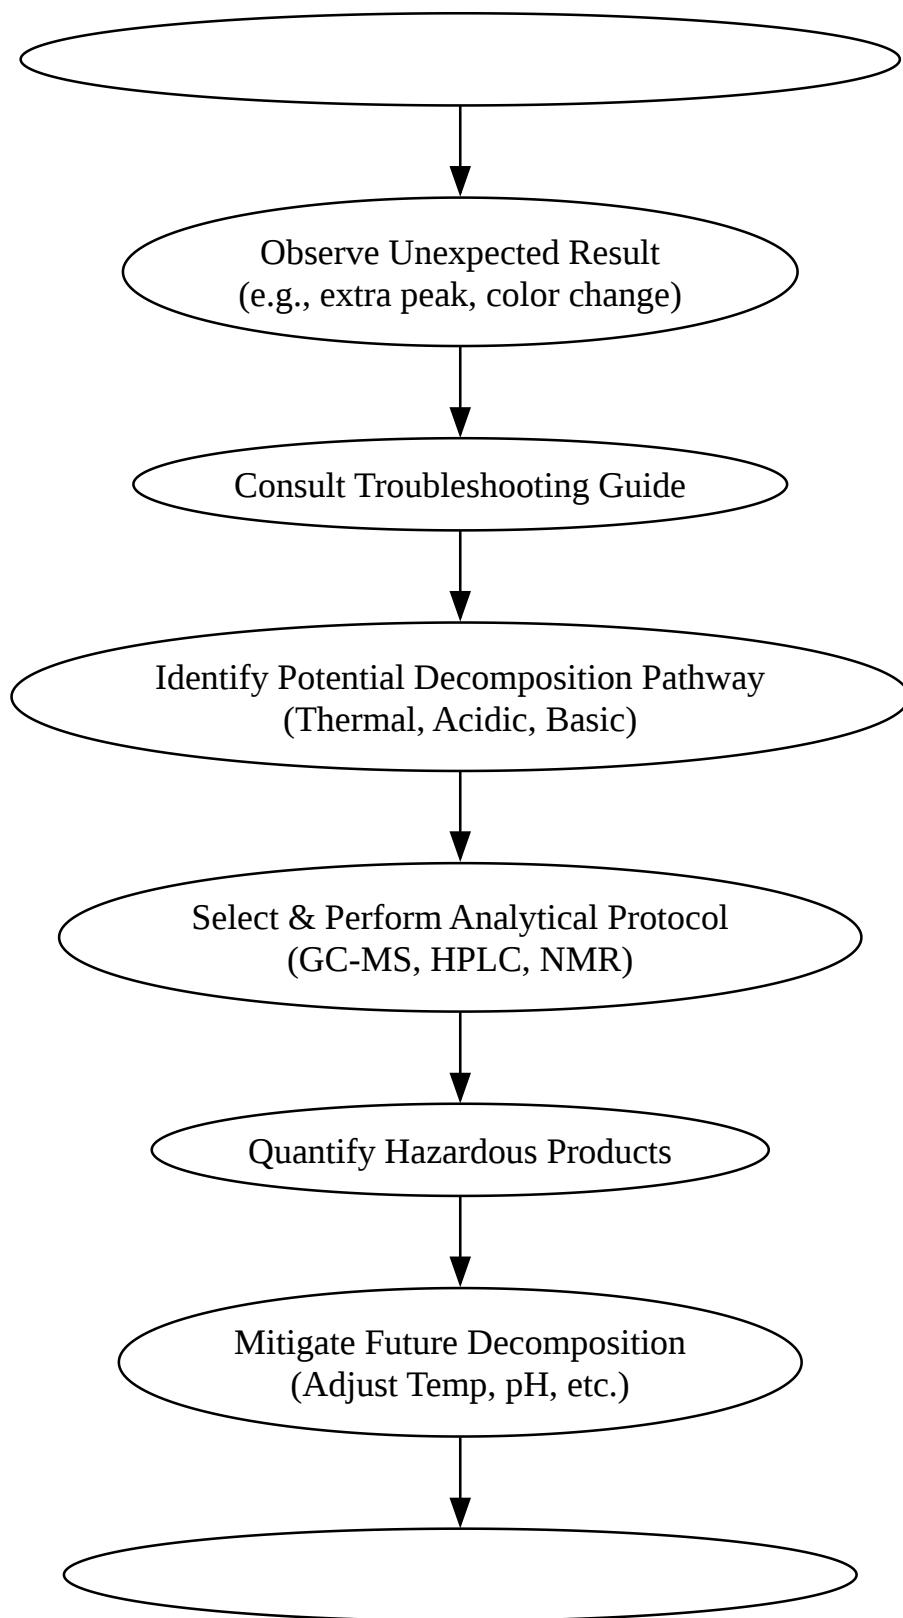 Observe Unexpected Result
(e.g., extra peak, color change)
Consult Troubleshooting Guide
Identify Potential Decomposition Pathway
(Thermal, Acidic, Basic)
Select & Perform Analytical Protocol
(GC-MS, HPLC, NMR)
Quantify Hazardous Products
Mitigate Future Decomposition
(Adjust Temp, pH, etc.)